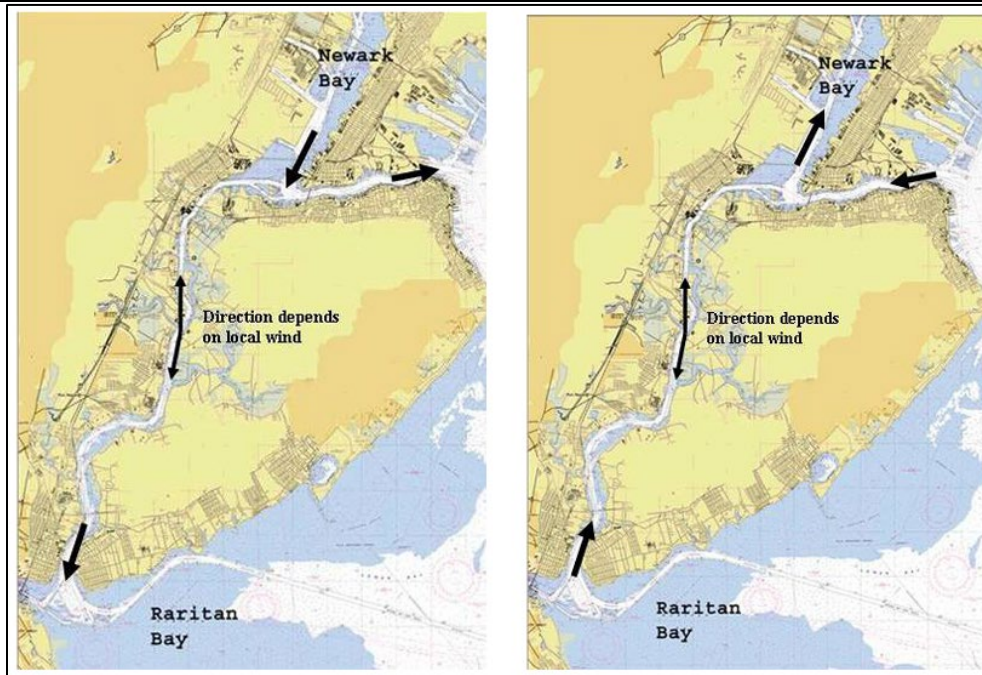 Newark
Bay
Direction depends
on local wind
Raritan
Bay
Newark
Bay
Direction depends
on local wind
Raritan
Bay